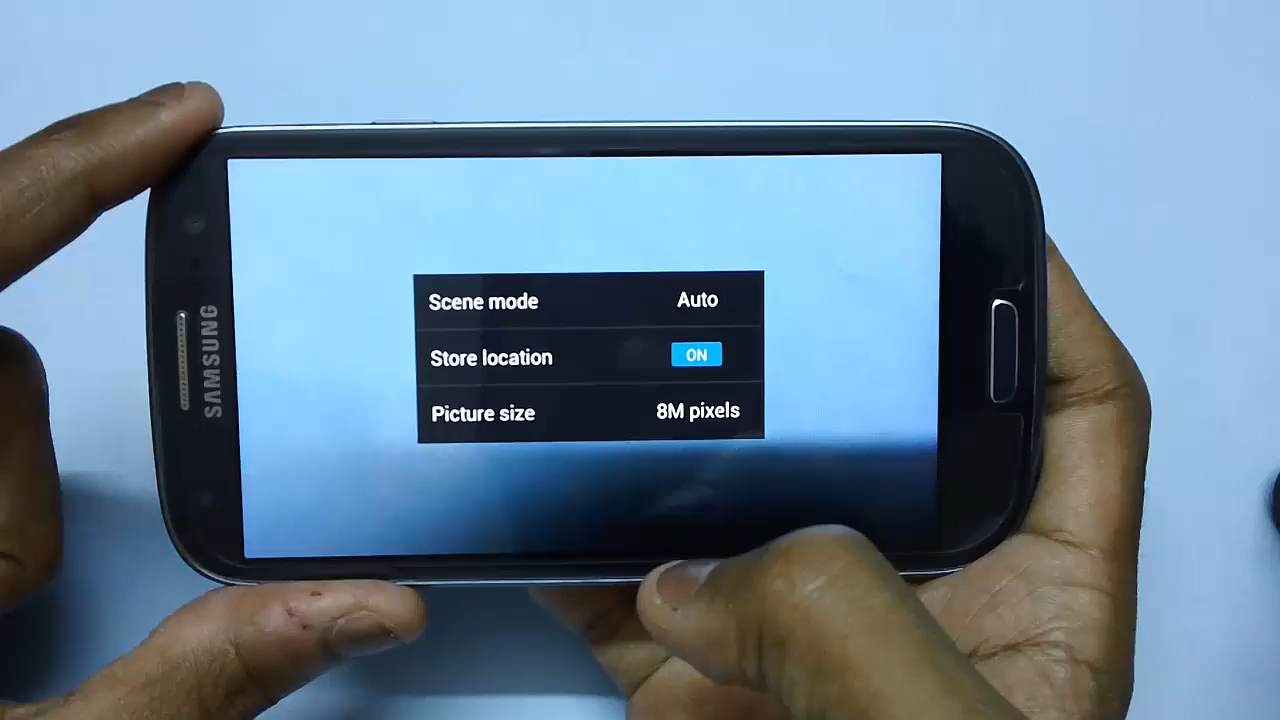 SAMSUNG
Scene mode Auto
Store location ON
Picture size 8M pixels